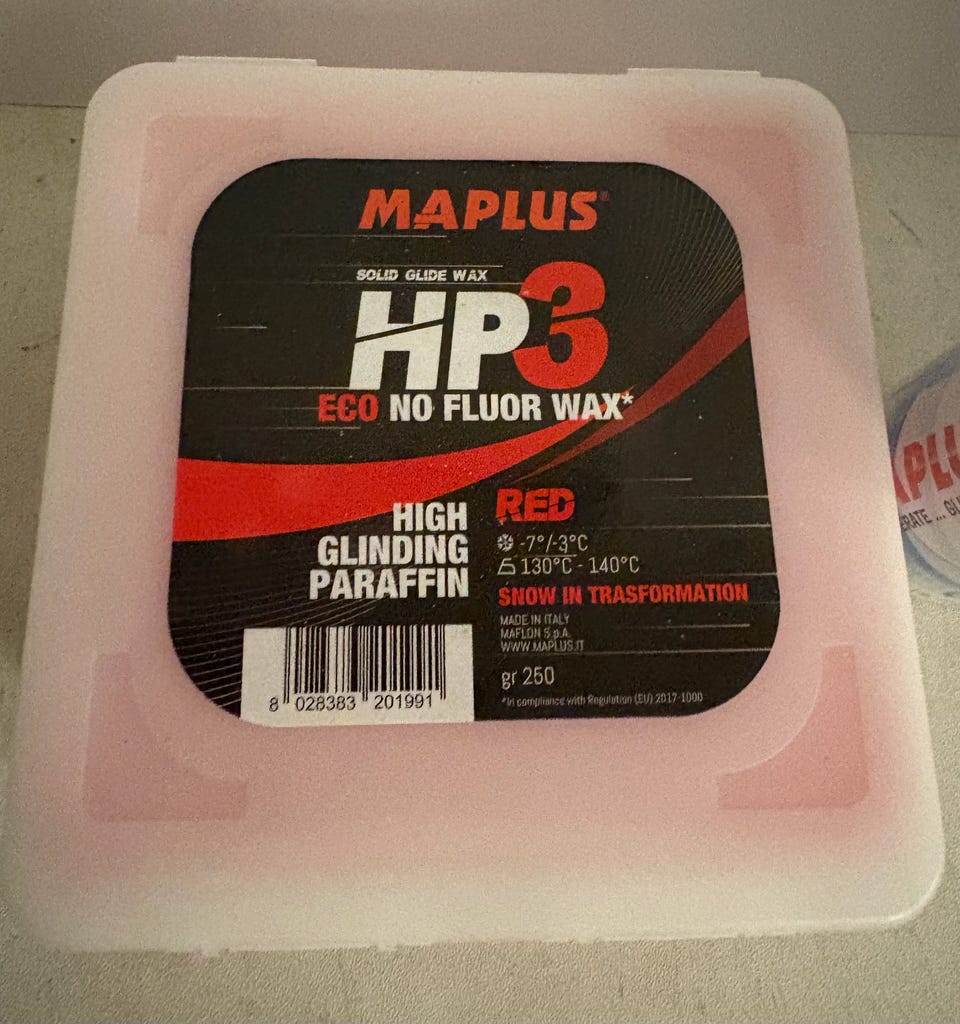 MAPLUS®
SOLID GLIDE WAX
HP3
ECO NO FLUOR WAX*
HIGH
GLINDING
PARAFFIN
RED
-7°/-3°C
130°C - 140°C
SNOW IN TRASFORMATION
MADE IN ITALY
MAFLON S.p.A.
WWW.MAPLUS.IT
gr 250
*In compliance with Regulation (EU) 2017-1000
8 028383 201991